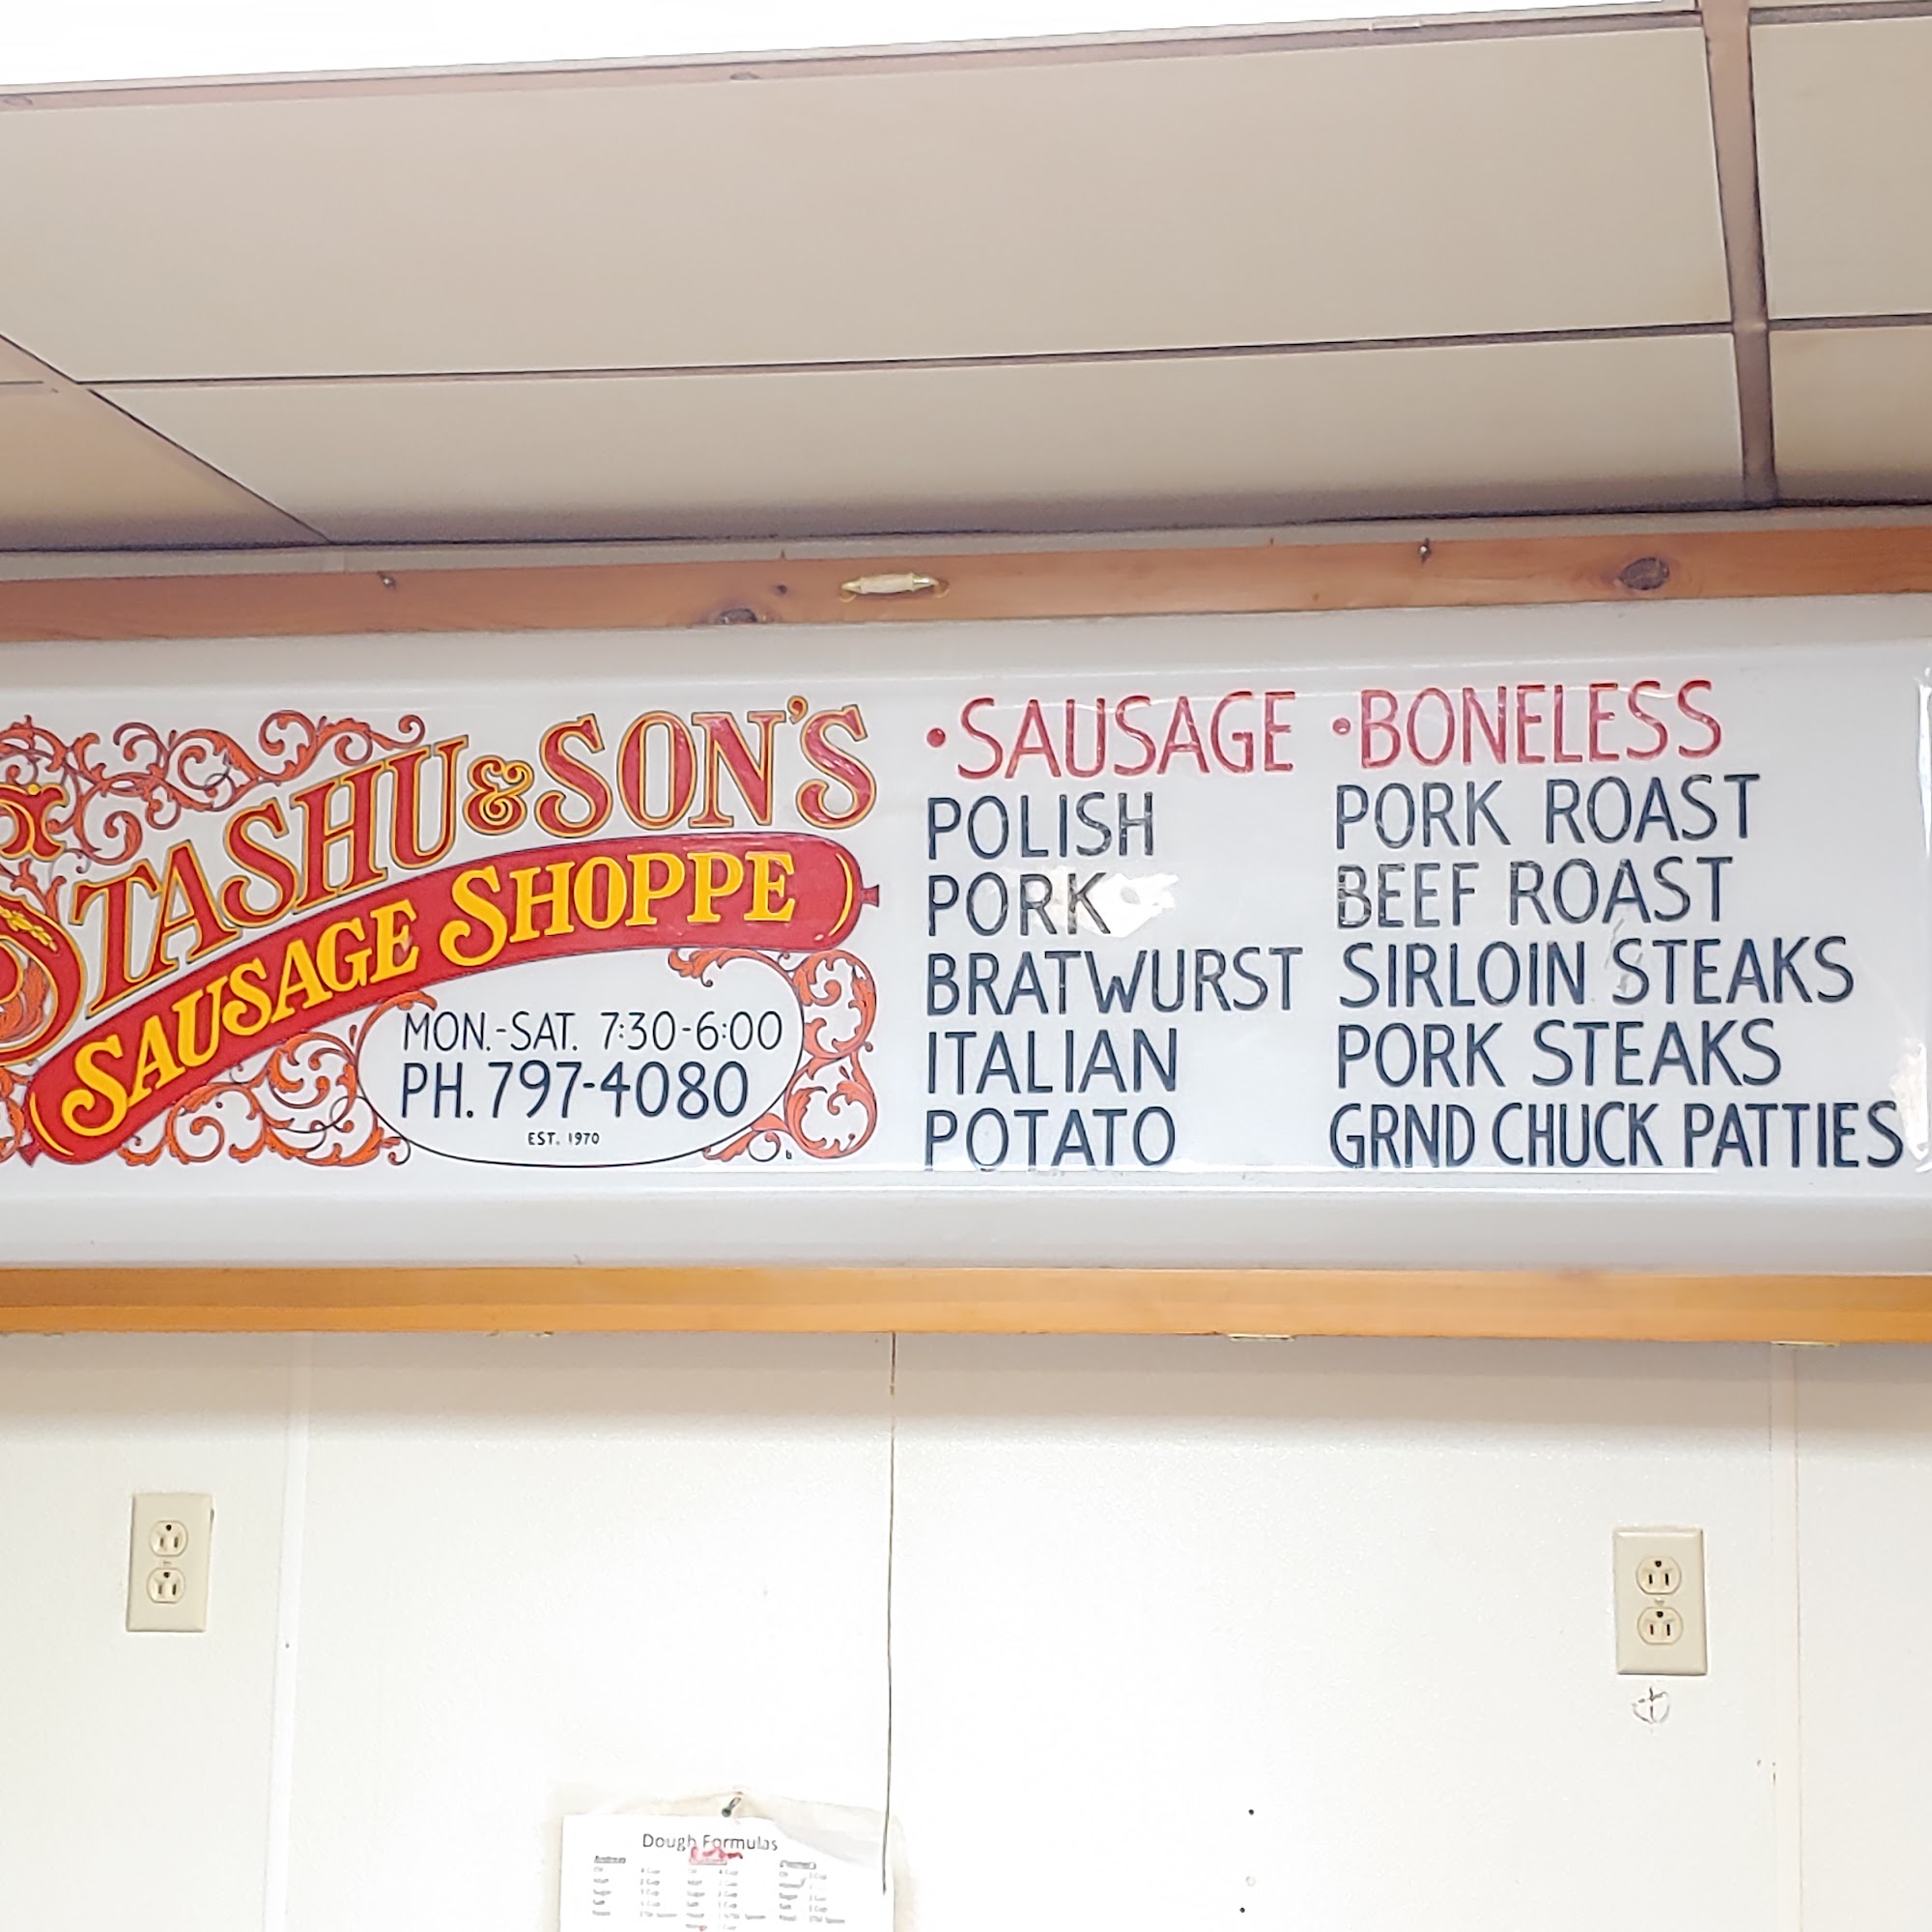 STASHU & SON'S
SAUSAGE SHOPPE
MON.-SAT. 7:30-6:00
PH. 797-4080
EST. 1970
•SAUSAGE
POLISH
PORK
BRATWURST
ITALIAN
POTATO
•BONELESS
PORK ROAST
BEEF ROAST
SIRLOIN STEAKS
PORK STEAKS
GRND CHUCK PATTIES
Dough Formulas